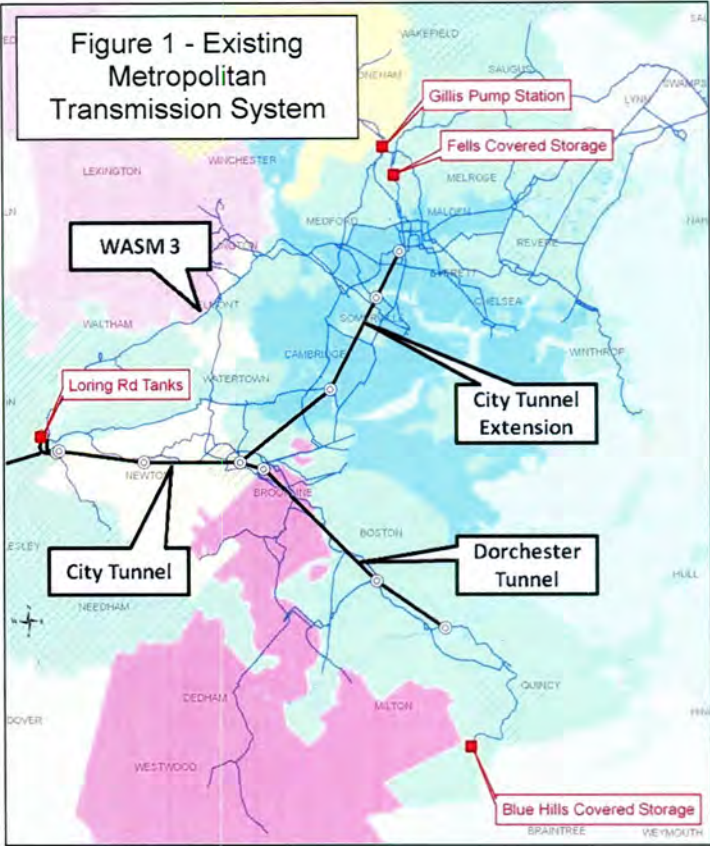 Figure 1 - Existing
Metropolitan
Transmission System
WAKEFIELD
SAUGUS
LYNN
Gillis Pump Station
Fells Covered Storage
LEXINGTON
WINCHESTER
MELROSE
MEDFORD
MALDEN
WASM 3
REVERE
EVERETT
CHELSEA
WALTHAM
CAMBRIDGE
WINTHROP
WATERTOWN
Loring Rd Tanks
City Tunnel
Extension
NEWTON
BROOKLINE
BOSTON
City Tunnel
Dorchester
Tunnel
HULL
NEEDHAM
QUINCY
DEDHAM
MILTON
DOVER
WESTWOOD
Blue Hills Covered Storage
BRAINTREE
WEYMOUTH